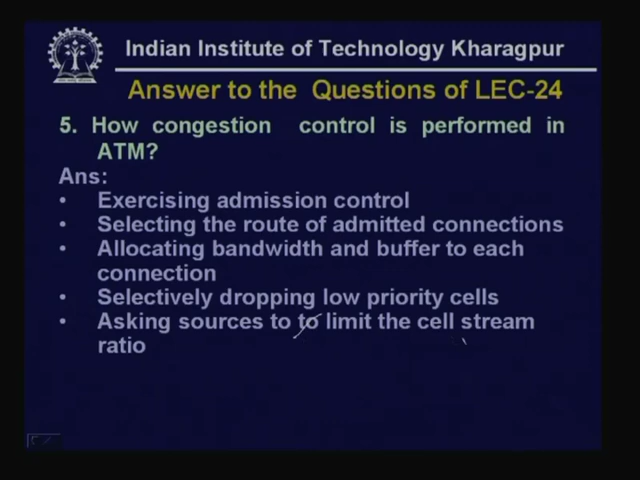 Indian Institute of Technology Kharagpur
Answer to the Questions of LEC-24
5. How congestion control is performed in
ATM?
Ans:
• Exercising admission control
• Selecting the route of admitted connections
• Allocating bandwidth and buffer to each
connection
• Selectively dropping low priority cells
• Asking sources to to limit the cell stream
ratio